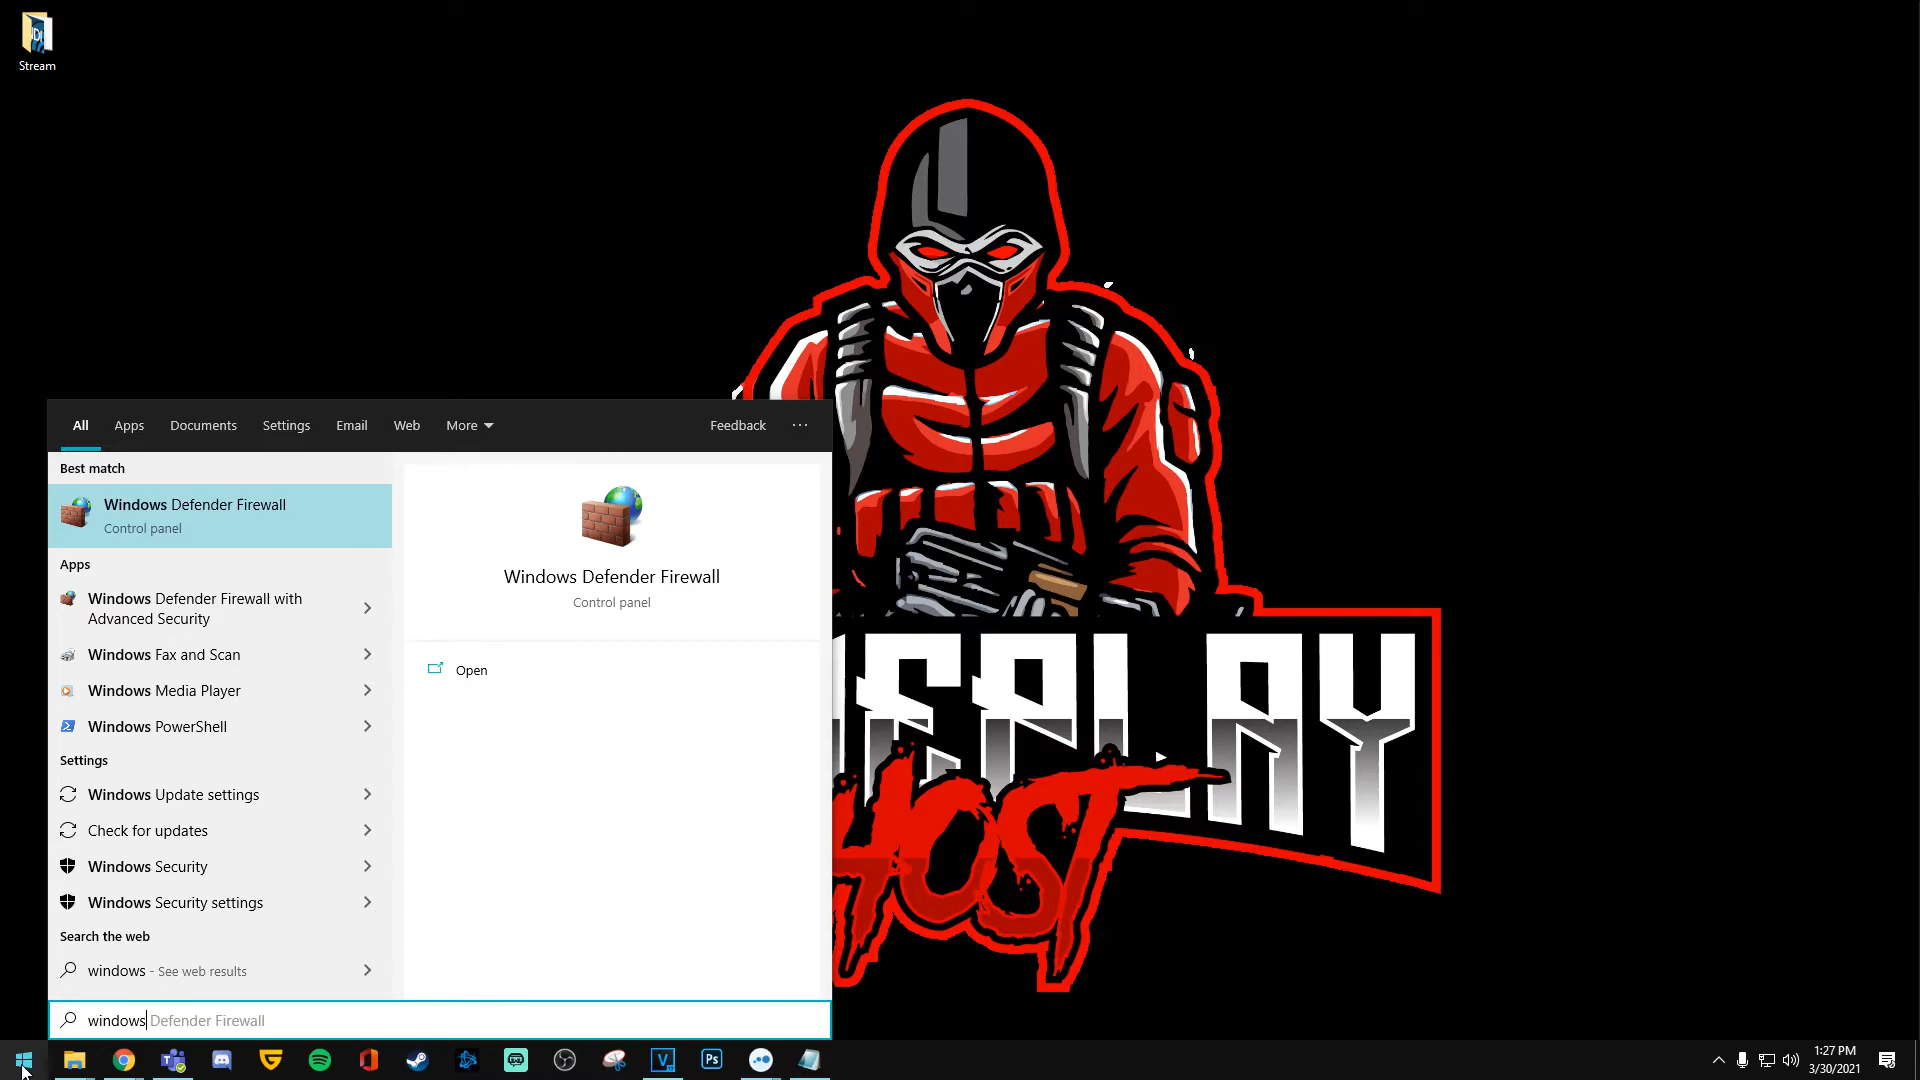 Stream
All Apps Documents Settings Email Web More Feedback ...
Best match
Windows Defender Firewall
Control panel
Apps
Windows Defender Firewall with
Advanced Security
Windows Fax and Scan
Windows Media Player
Windows PowerShell
Settings
Windows Update settings
Check for updates
Windows Security
Windows Security settings
Search the web
windows - See web results
windows Defender Firewall
Windows Defender Firewall
Control panel
Open
EPLAY
HOST
Ps
1:27 PM
3/30/2021